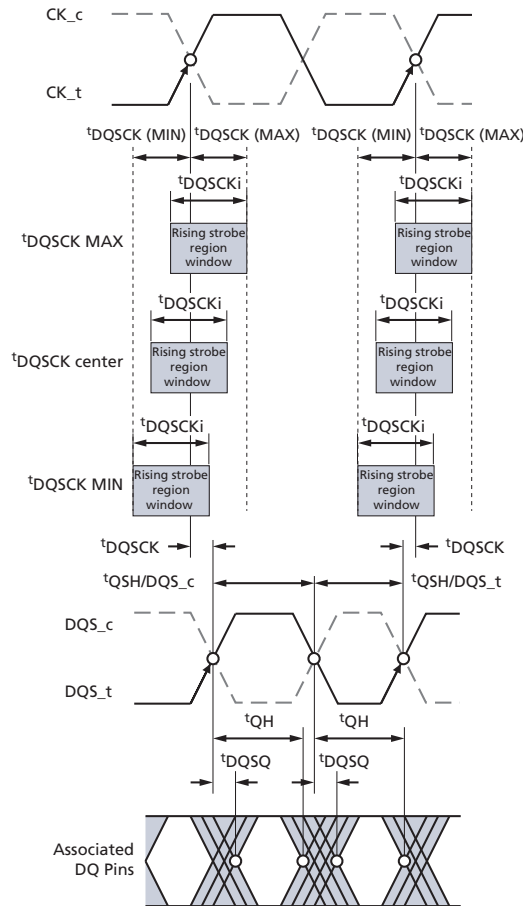 CK_c
CK_t
tDQSCK (MIN) tDQSCK (MAX) tDQSCK (MIN) tDQSCK (MAX)
tDQSCKi tDQSCKi
tDQSCK MAX
Rising strobe
region
window
Rising strobe
region
window
tDQSCKi tDQSCKi
tDQSCK center
Rising strobe
region
window
Rising strobe
region
window
tDQSCKi tDQSCKi
tDQSCK MIN
Rising strobe
region
window
Rising strobe
region
window
tDQSCK tDQSCK
tQSH/DQS_c tQSH/DQS_t
DQS_c
DQS_t
tQH tQH
tDQSQ tDQSQ
Associated
DQ Pins